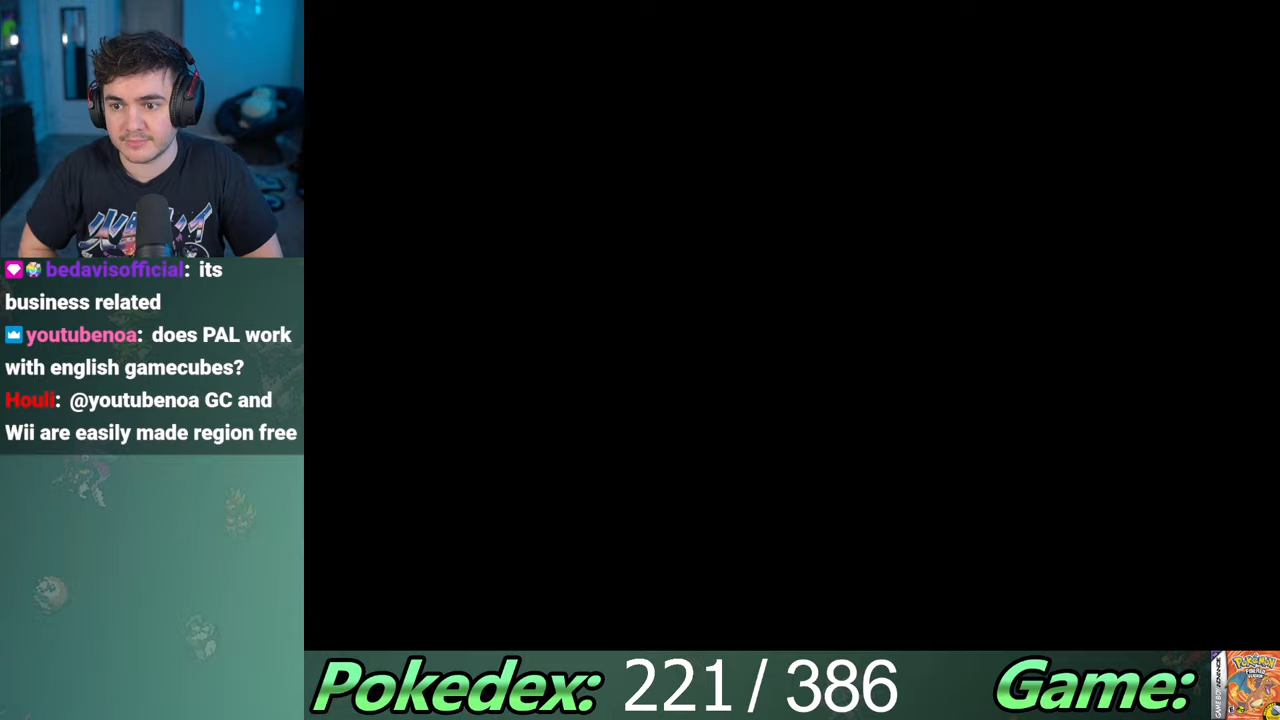 bedavisofficial: its
business related
youtubenoa: does PAL work
with english gamecubes?
Houli: @youtubenoa GC and
Wii are easily made region free
Pokedex: 221 / 386 Game:
POKéMON